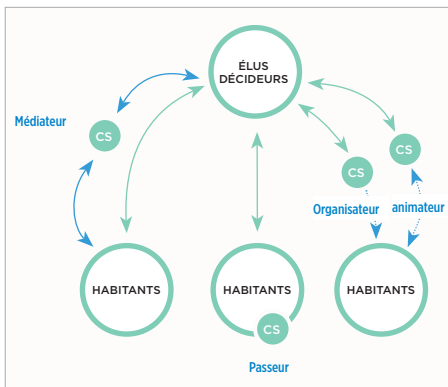 ÉLUS
DÉCIDEURS
Médiateur
CS
CS
CS
Organisateur
animateur
HABITANTS
HABITANTS
HABITANTS
CS
Passeur